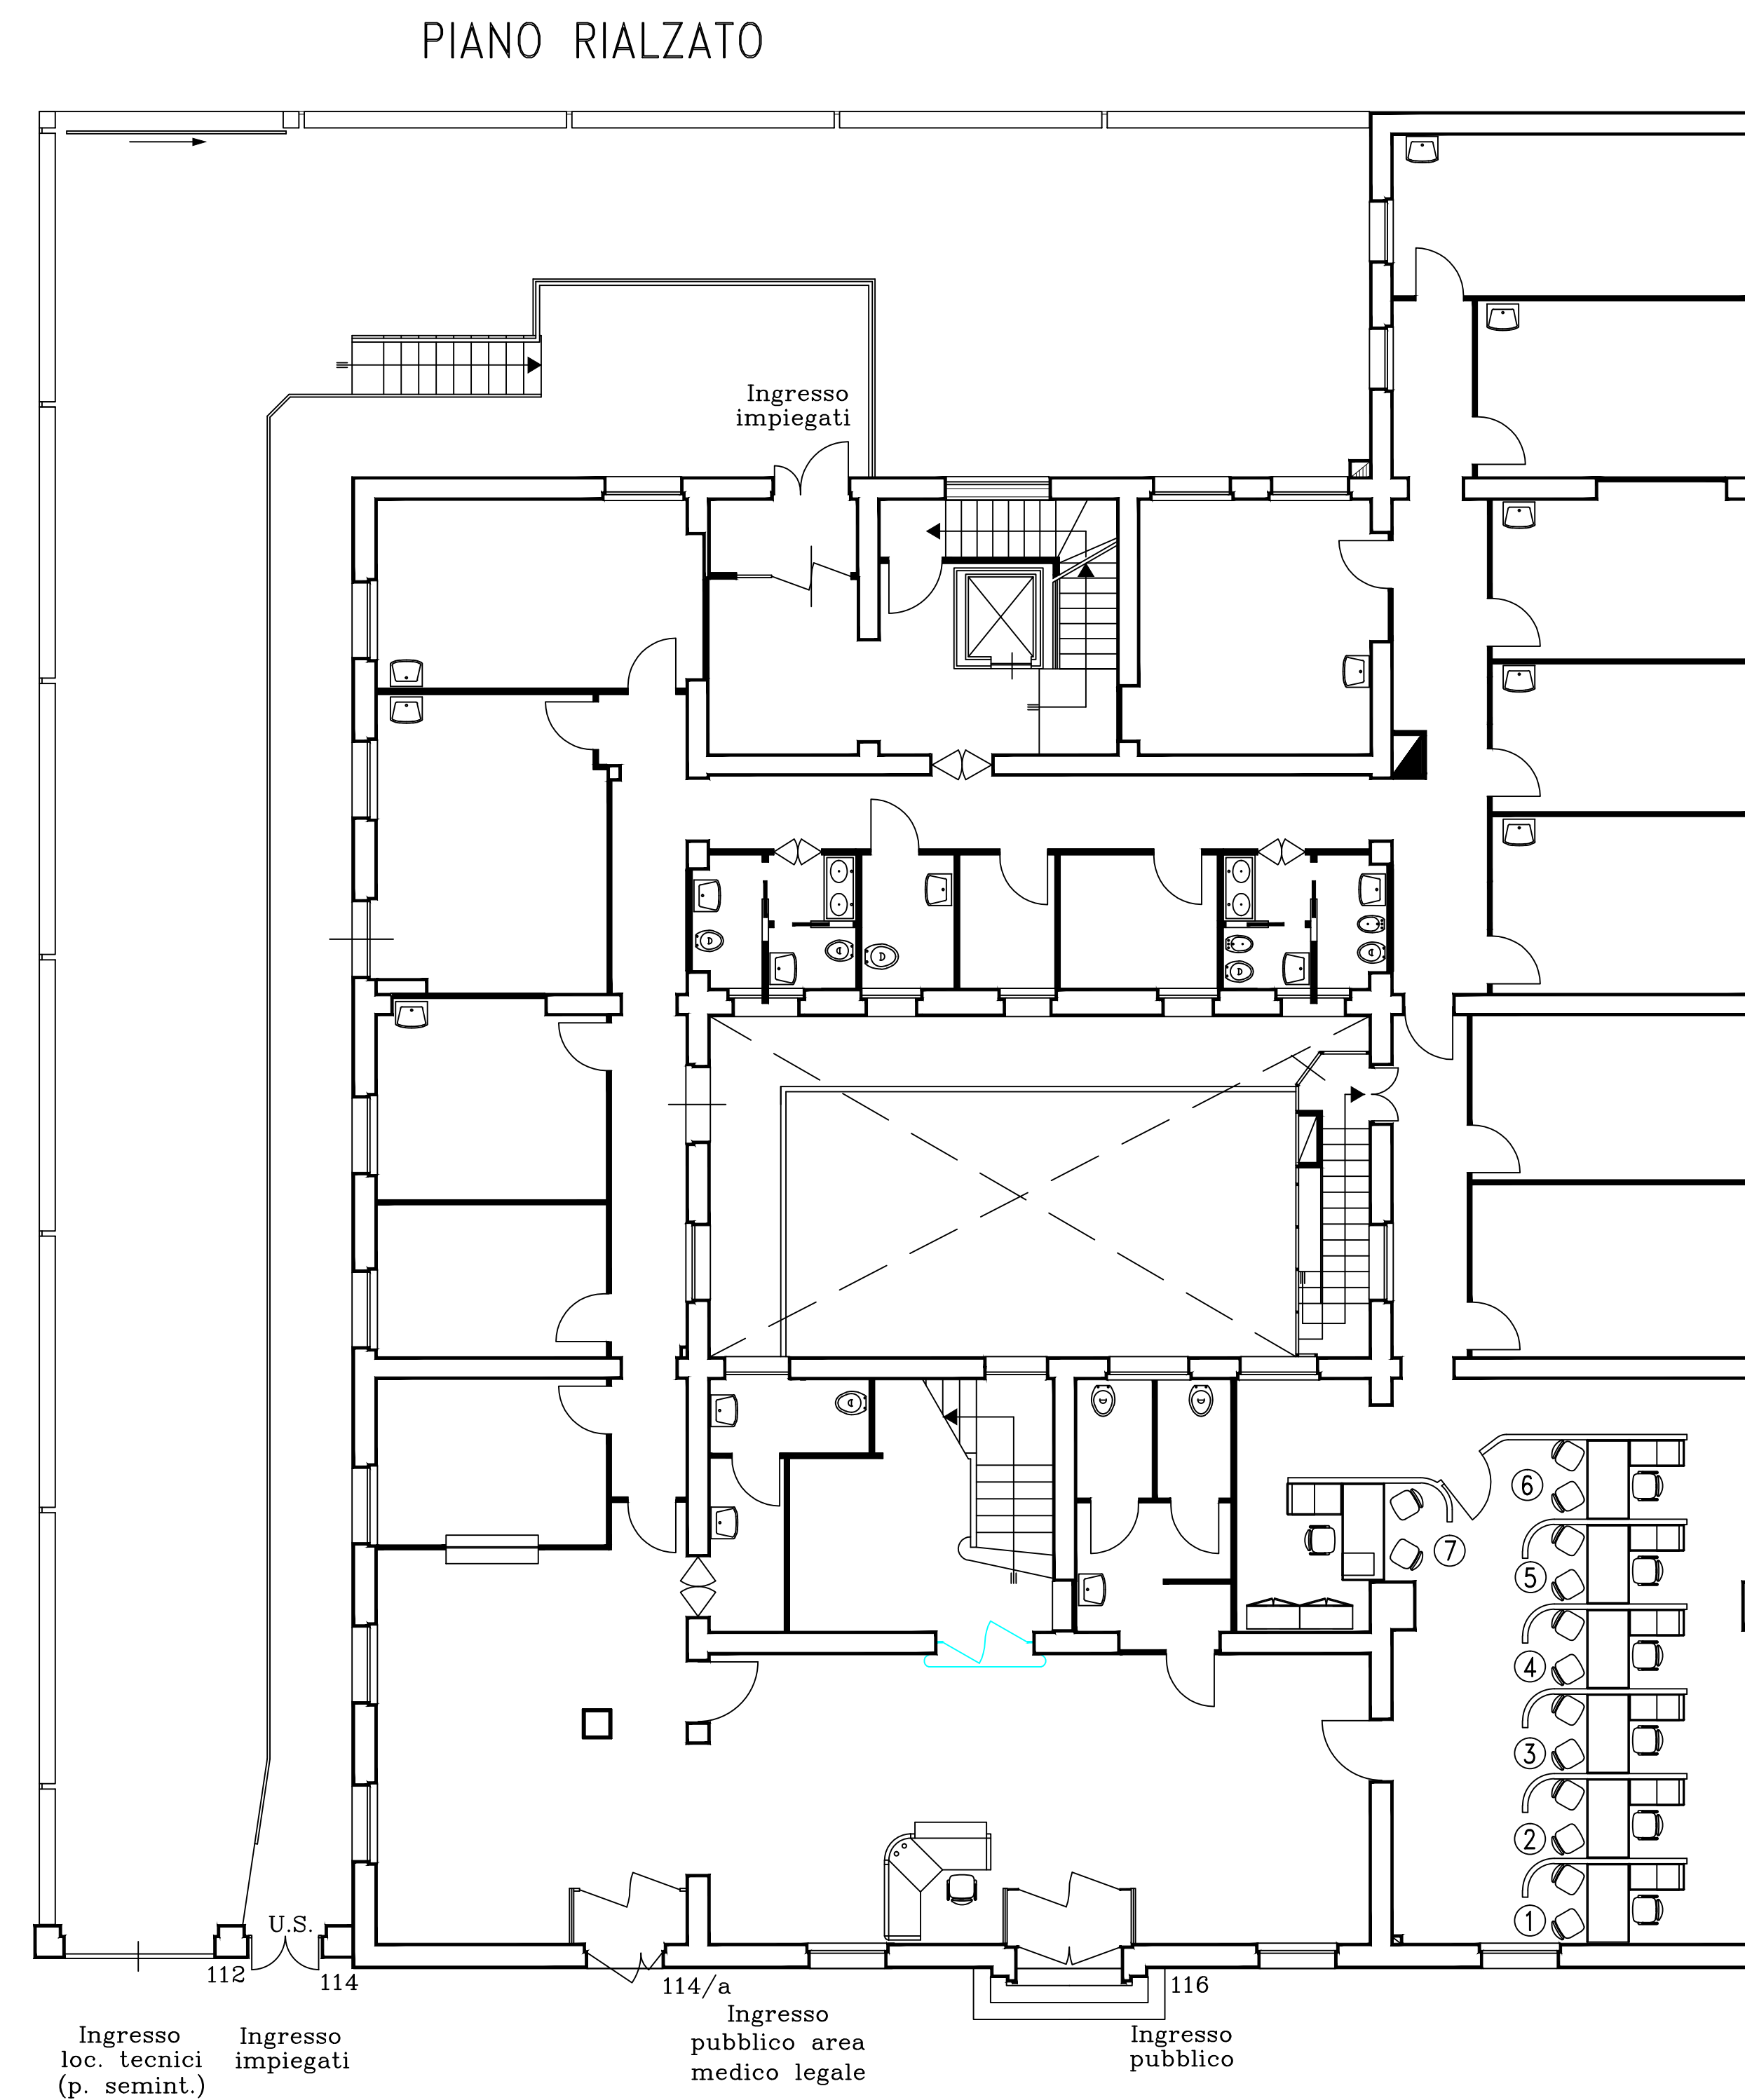 PIANO RIALZATO
Ingresso
impiegati
6
7
5
4
3
2
1
U.S.
112
114
114/a
116
Ingresso
loc. tecnici
(p. semint.)
Ingresso
impiegati
Ingresso
pubblico area
medico legale
Ingresso
pubblico